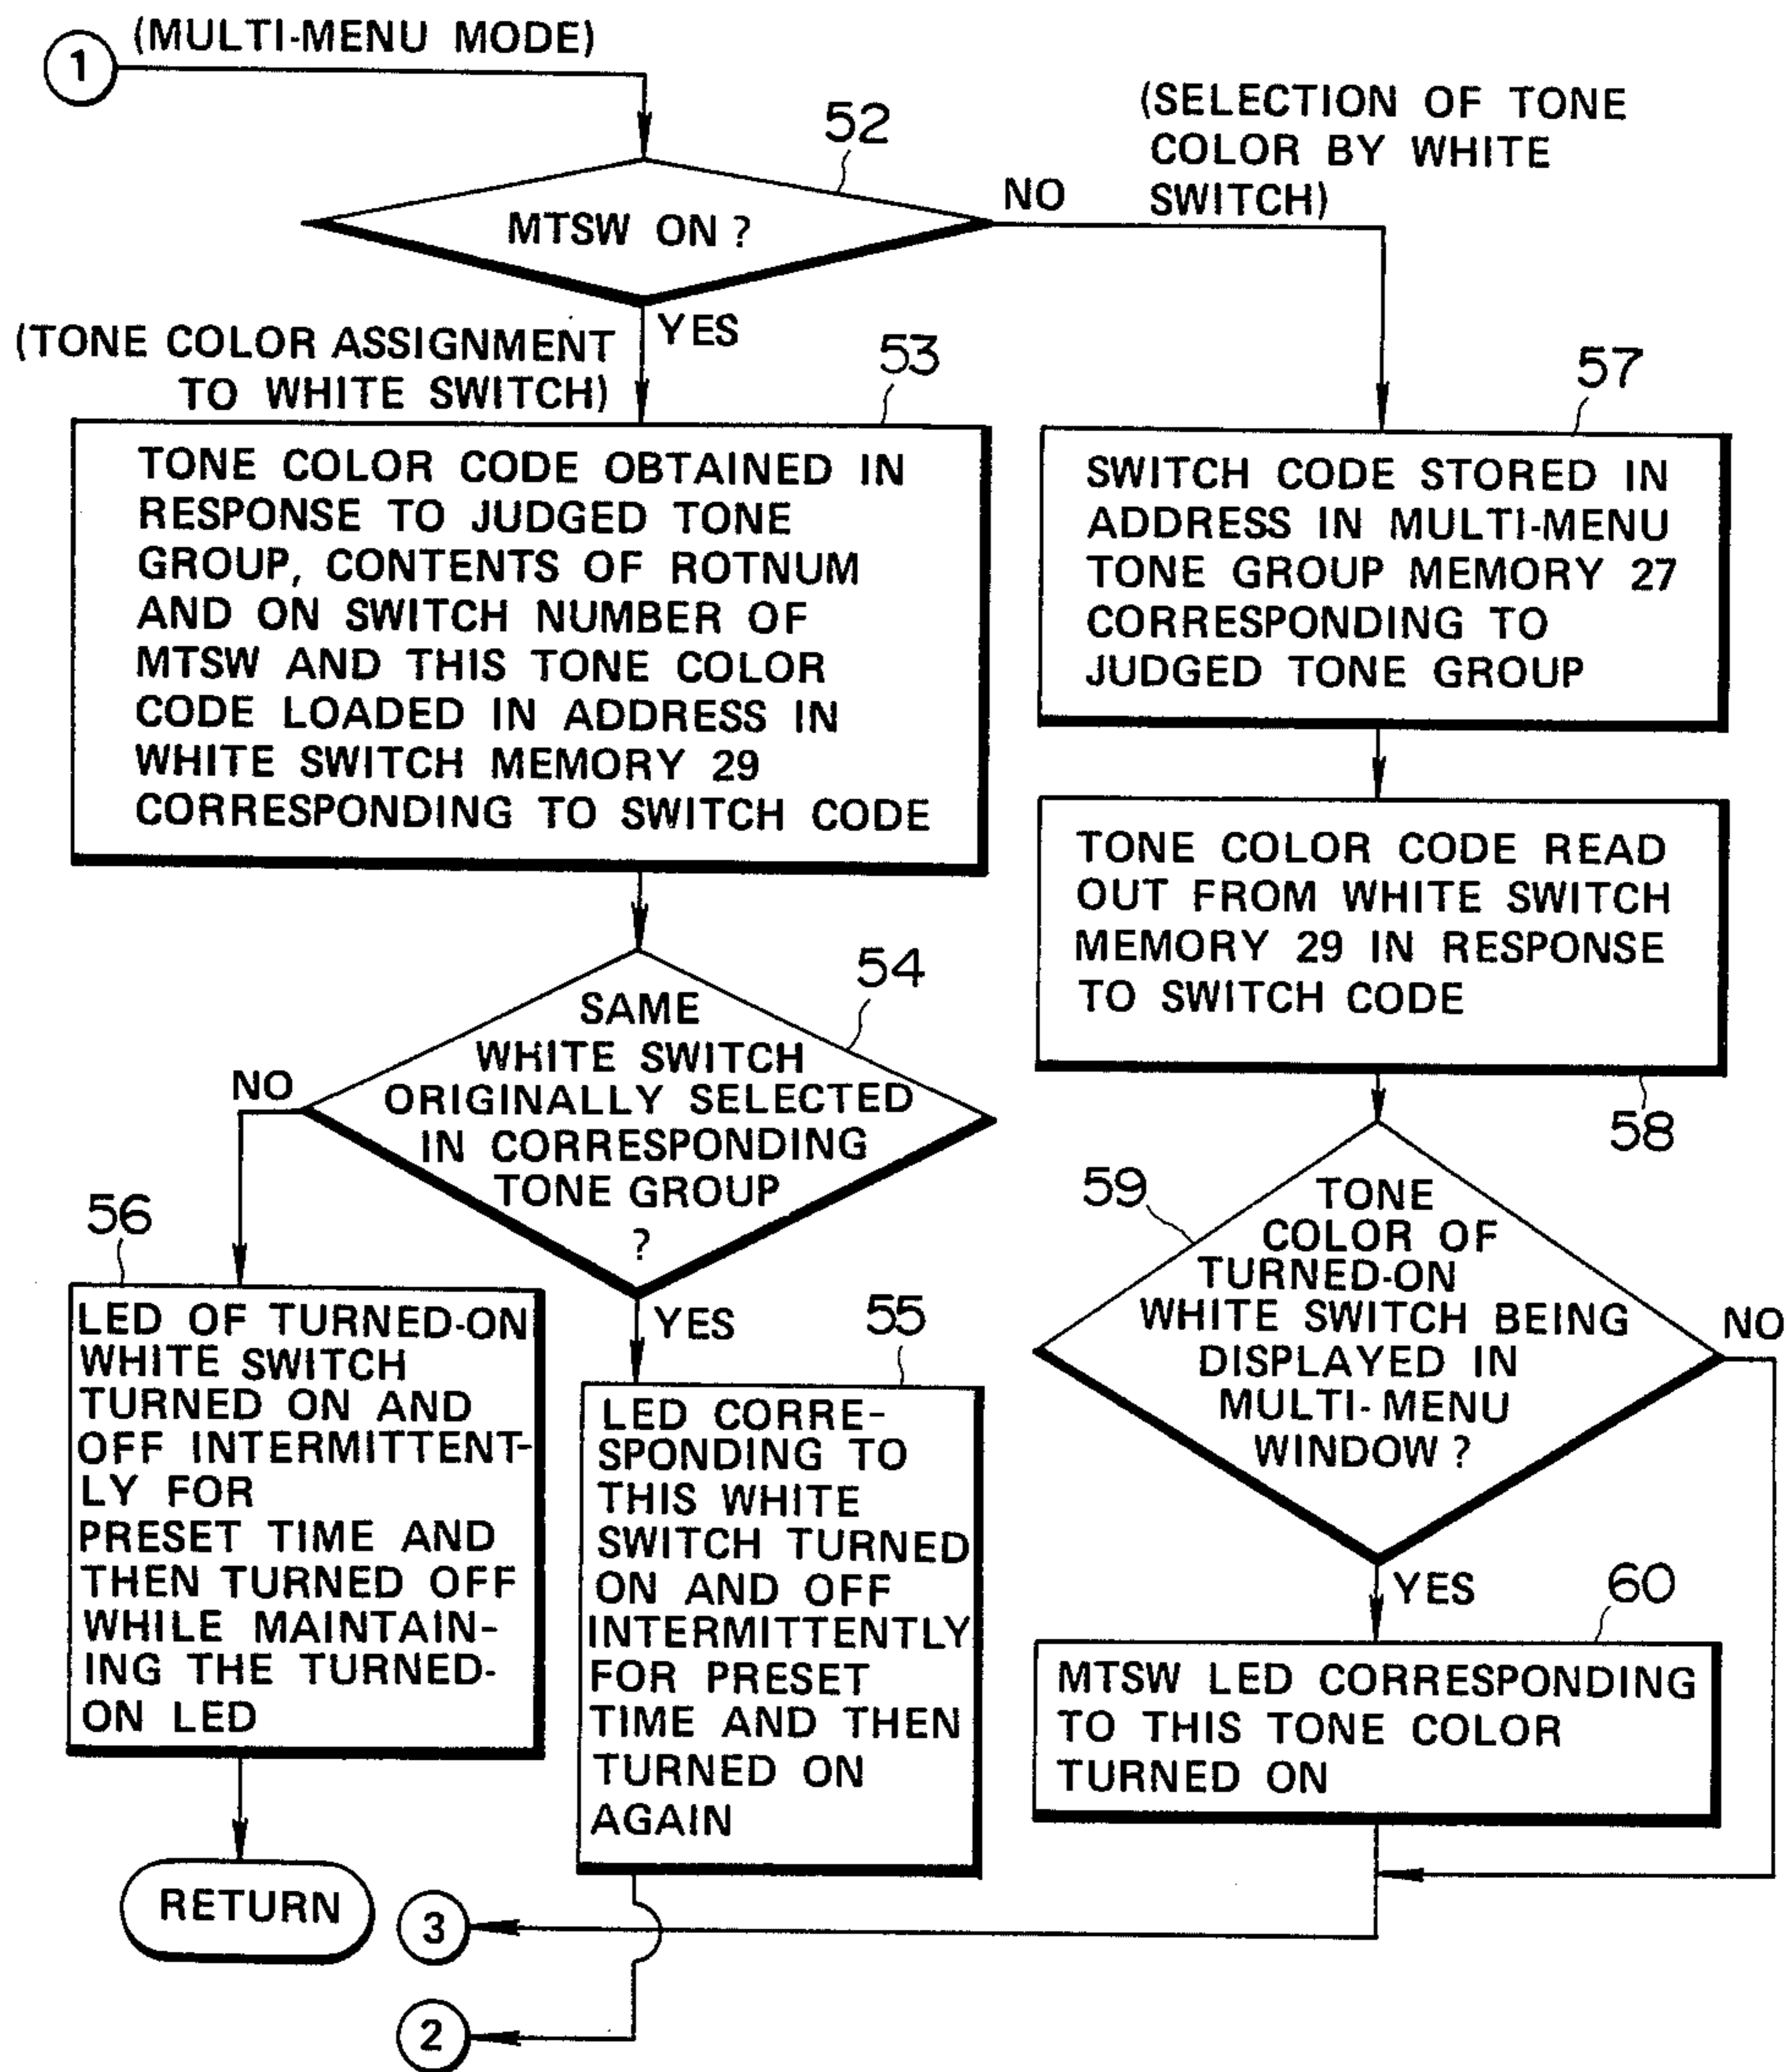 1
(MULTI-MENU MODE)
52
MTSW ON ?
NO
(SELECTION OF TONE
COLOR BY WHITE
SWITCH)
YES
(TONE COLOR ASSIGNMENT
TO WHITE SWITCH)
53
TONE COLOR CODE OBTAINED IN
RESPONSE TO JUDGED TONE
GROUP, CONTENTS OF ROTNUM
AND ON SWITCH NUMBER OF
MTSW AND THIS TONE COLOR
CODE LOADED IN ADDRESS IN
WHITE SWITCH MEMORY 29
CORRESPONDING TO SWITCH CODE
57
SWITCH CODE STORED IN
ADDRESS IN MULTI-MENU
TONE GROUP MEMORY 27
CORRESPONDING TO
JUDGED TONE GROUP
TONE COLOR CODE READ
OUT FROM WHITE SWITCH
MEMORY 29 IN RESPONSE
TO SWITCH CODE
58
54
SAME
WHITE SWITCH
ORIGINALLY SELECTED
IN CORRESPONDING
TONE GROUP
?
NO
YES
56
LED OF TURNED-ON
WHITE SWITCH
TURNED ON AND
OFF INTERMITTENT-
LY FOR
PRESET TIME AND
THEN TURNED OFF
WHILE MAINTAIN-
ING THE TURNED-
ON LED
55
LED CORRE-
SPONDING TO
THIS WHITE
SWITCH TURNED
ON AND OFF
INTERMITTENTLY
FOR PRESET
TIME AND THEN
TURNED ON
AGAIN
59
TONE
COLOR OF
TURNED-ON
WHITE SWITCH BEING
DISPLAYED IN
MULTI-MENU
WINDOW ?
NO
YES
60
MTSW LED CORRESPONDING
TO THIS TONE COLOR
TURNED ON
RETURN
3
2